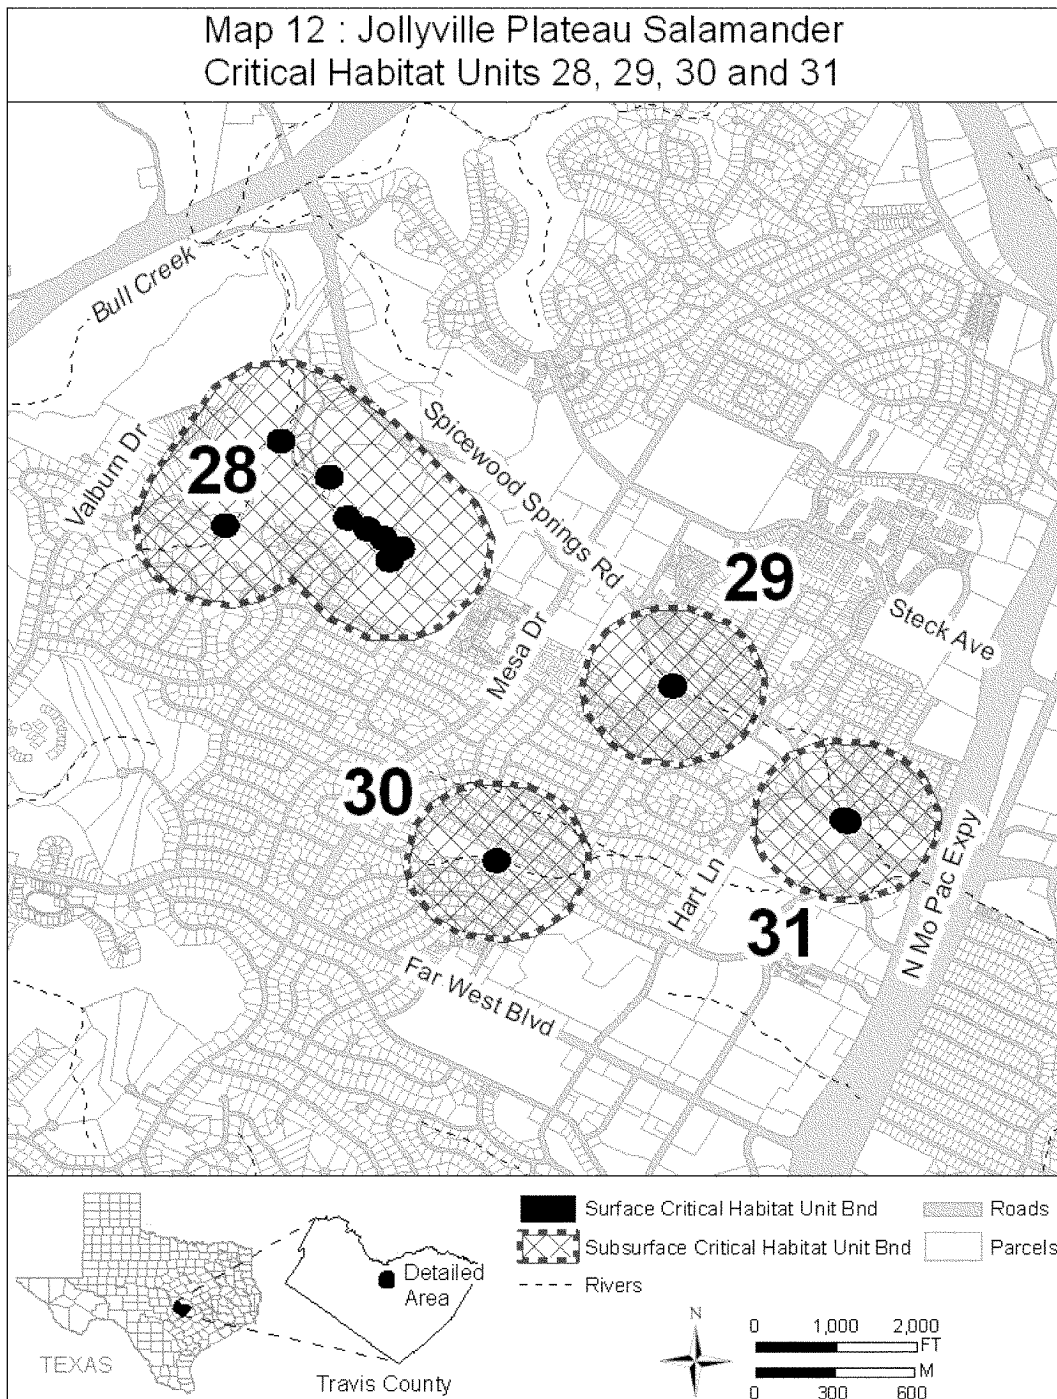 Map 12 : Jollyville Plateau Salamander
Critical Habitat Units 28, 29, 30 and 31
Bull Creek
Valburn Dr
28
Spicewood Springs Rd
29
Steck Ave
Mesa Dr
30
Hart Ln
31
N Mo Pac Expy
Far West Blvd
TEXAS
Travis County
Detailed
Area
Surface Critical Habitat Unit Bnd
Subsurface Critical Habitat Unit Bnd
Rivers
Roads
Parcels
N
0 1,000 2,000
FT
M
0 300 600